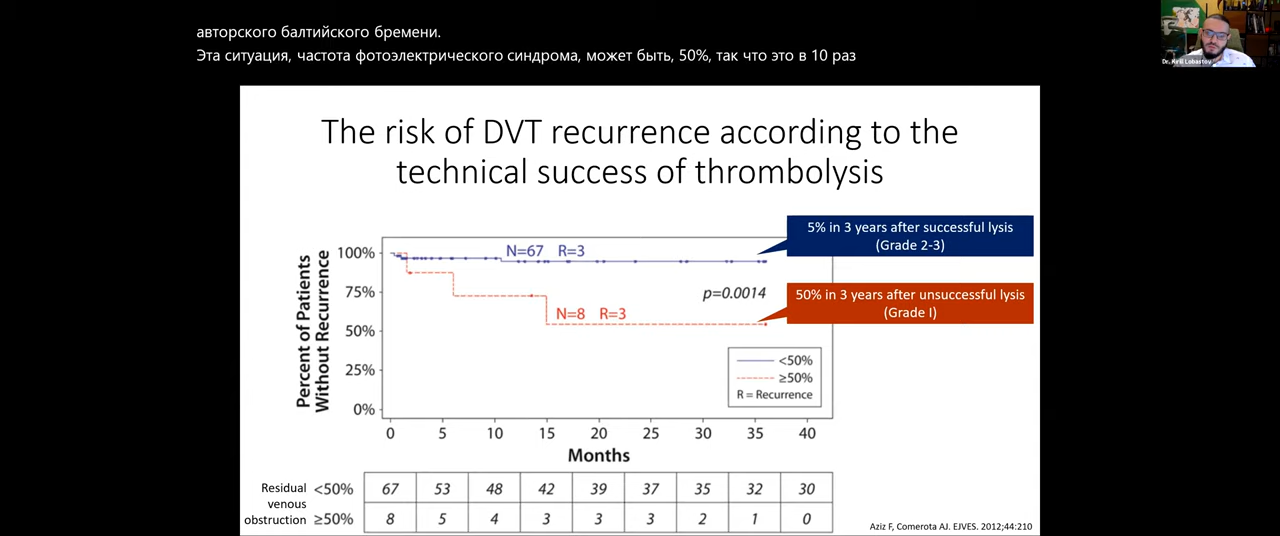 авторского балтийского бремени.
Эта ситуация, частота фотоэлектрического синдрома, может быть, 50%, так что это в 10 раз
Dr. Kirill Lobastov
The risk of DVT recurrence according to the
technical success of thrombolysis
5% in 3 years after successful lysis
(Grade 2-3)
50% in 3 years after unsuccessful lysis
(Grade I)
Percent of Patients
Without Recurrence
100%
75%
50%
25%
0%
N=67 R=3
p=0.0014
N=8 R=3
<50%
≥50%
R = Recurrence
0 5 10 15 20 25 30 35 40
Months
Residual
venous
obstruction
<50% 67 53 48 42 39 37 35 32 30
≥50% 8 5 4 3 3 3 2 1 0
Aziz F, Comerota AJ. EJVES. 2012;44:210